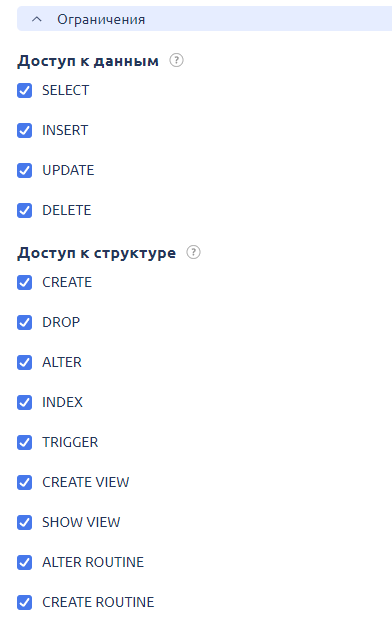 Ограничения
Доступ к данным ?
SELECT
INSERT
UPDATE
DELETE
Доступ к структуре ?
CREATE
DROP
ALTER
INDEX
TRIGGER
CREATE VIEW
SHOW VIEW
ALTER ROUTINE
CREATE ROUTINE